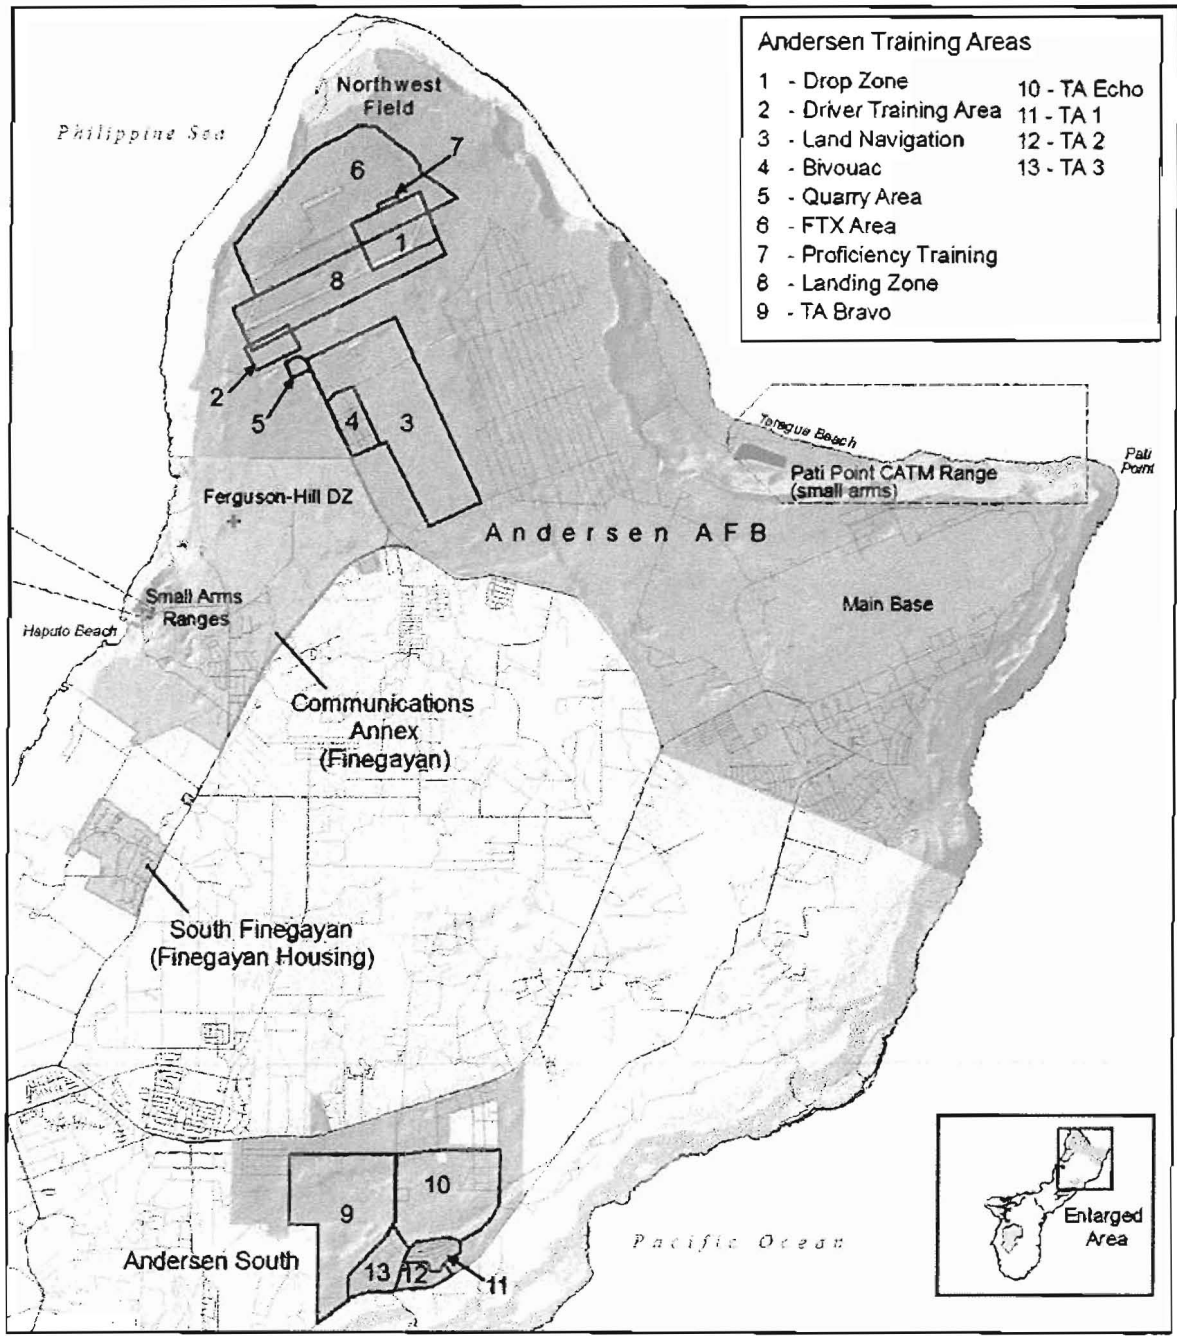 Andersen Training Areas
1 - Drop Zone
2 - Driver Training Area
3 - Land Navigation
4 - Bivouac
5 - Quarry Area
6 - FTX Area
7 - Proficiency Training
8 - Landing Zone
9 - TA Bravo
10 - TA Echo
11 - TA 1
12 - TA 2
13 - TA 3
Northwest
Field
Philippine Sea
7
6
1
8
2
5
4
3
Tarague Beach
Pati
Point
Pati Point CATM Range
(small arms)
Ferguson-Hill DZ
Andersen AFB
Small Arms
Ranges
Main Base
Haputo Beach
Communications
Annex
(Finegayan)
South Finegayan
(Finegayan Housing)
10
9
Andersen South
13
12
11
Pacific Ocean
Enlarged
Area